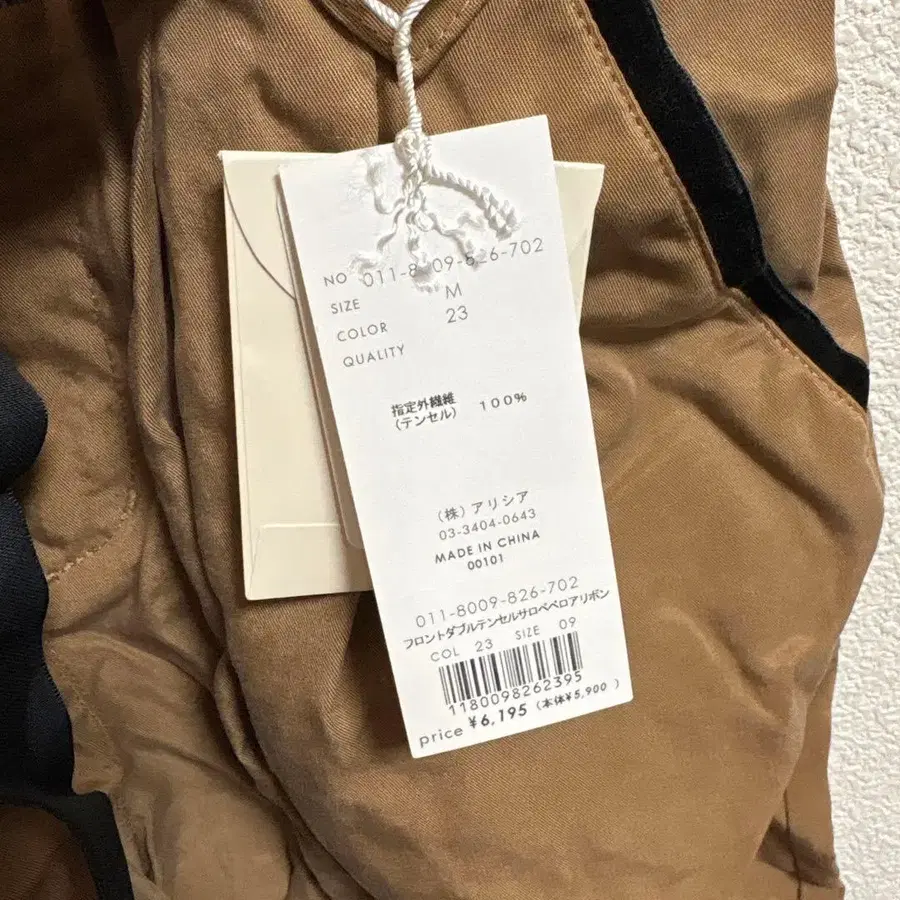 NO 011-8009-826-702
SIZE M
COLOR 23
QUALITY
指定外繊維
(テンセル) 100%
(株)アリシア
03-3404-0643
MADE IN CHINA
00101
011-8009-826-702
フロントダブルテンセルサロペベロアリボン
COL 23 SIZE 09
1180098262395
price ¥6,195 (本体¥5,900 )